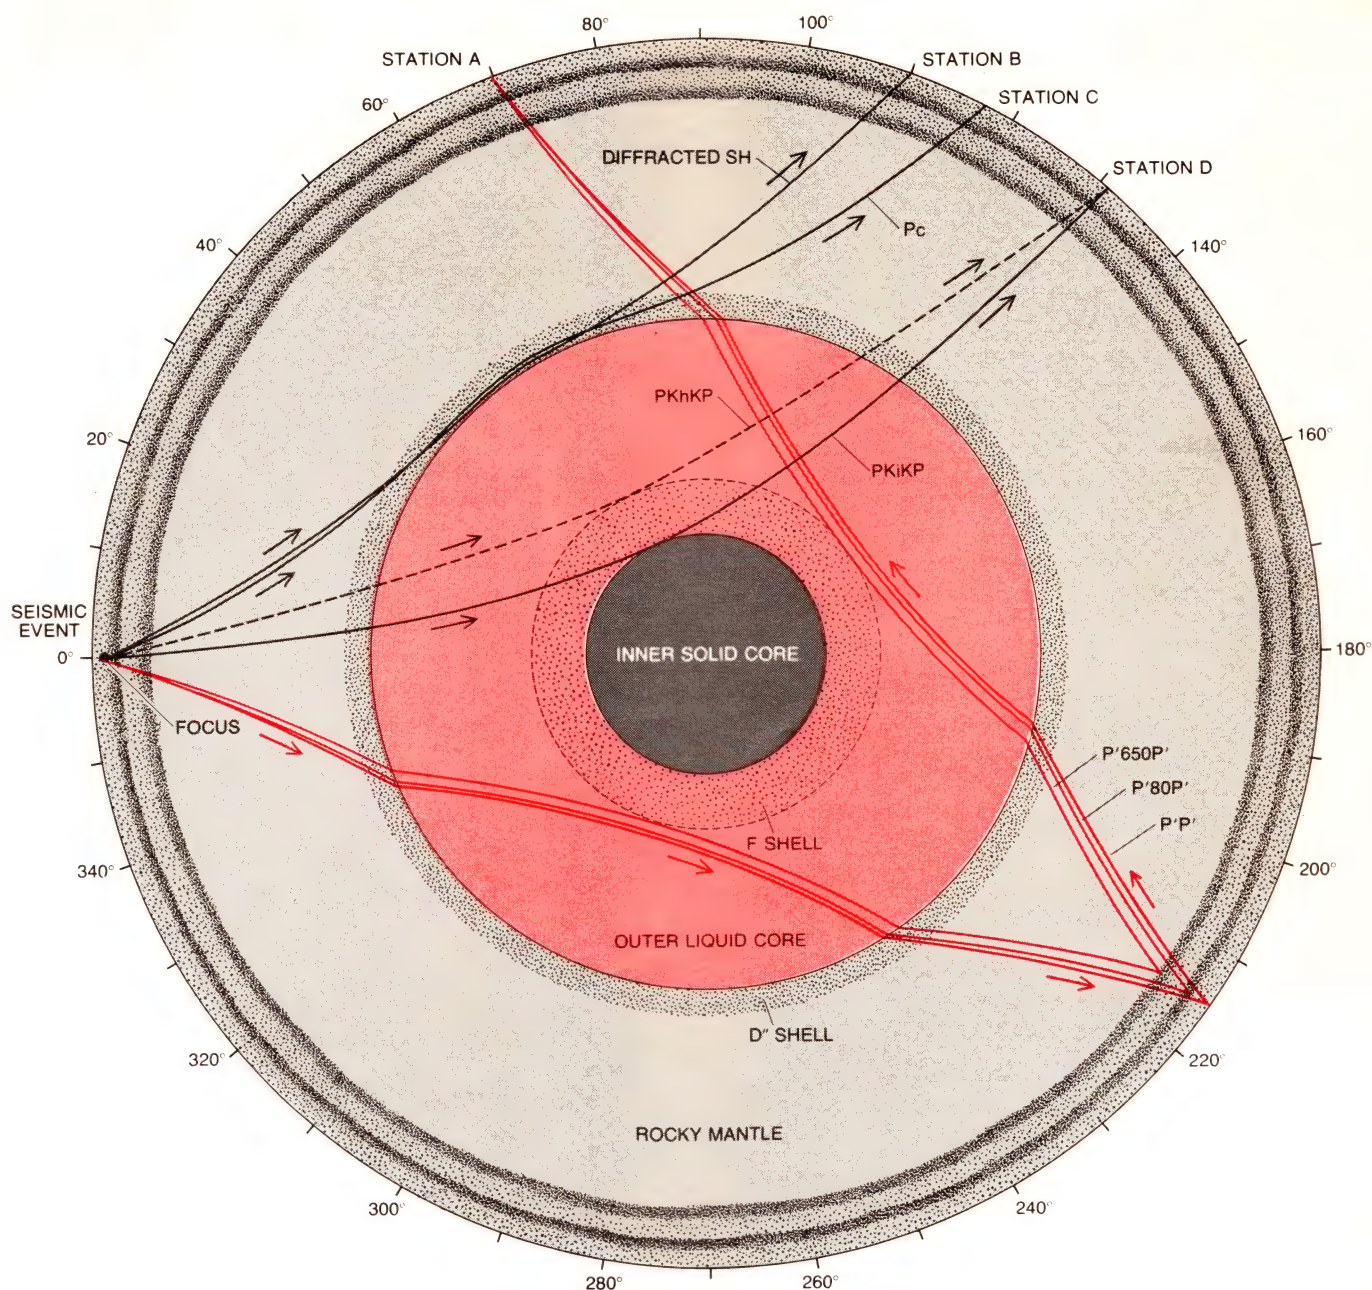 80°
100°
STATION A
STATION B
60°
STATION C
DIFFRACTED SH
STATION D
Pc
40°
140°
PKhKP
20°
160°
PKiKP
SEISMIC
EVENT
0°
INNER SOLID CORE
180°
FOCUS
P'650P'
P'80P'
P'P'
F SHELL
340°
200°
OUTER LIQUID CORE
D" SHELL
320°
220°
ROCKY MANTLE
300°
240°
280°
260°